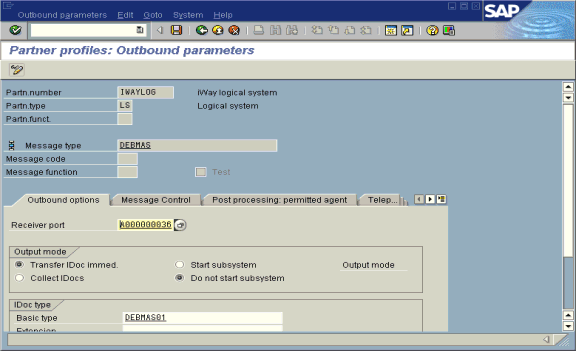 Outbound parameters Edit Goto System Help
SAP
Partner profiles: Outbound parameters
Partn.number IWAYLOG iWay logical system
Partn.type LS Logical system
Partn.funct.
Message type DEBMAS
Message code
Message function Test
Outbound options Message Control Post processing: permitted agent Telep...
Receiver port A000000036
Output mode
Transfer IDoc immed. Start subsystem Output mode
Collect IDocs Do not start subsystem
IDoc type
Basic type DEBMAS01
Extension